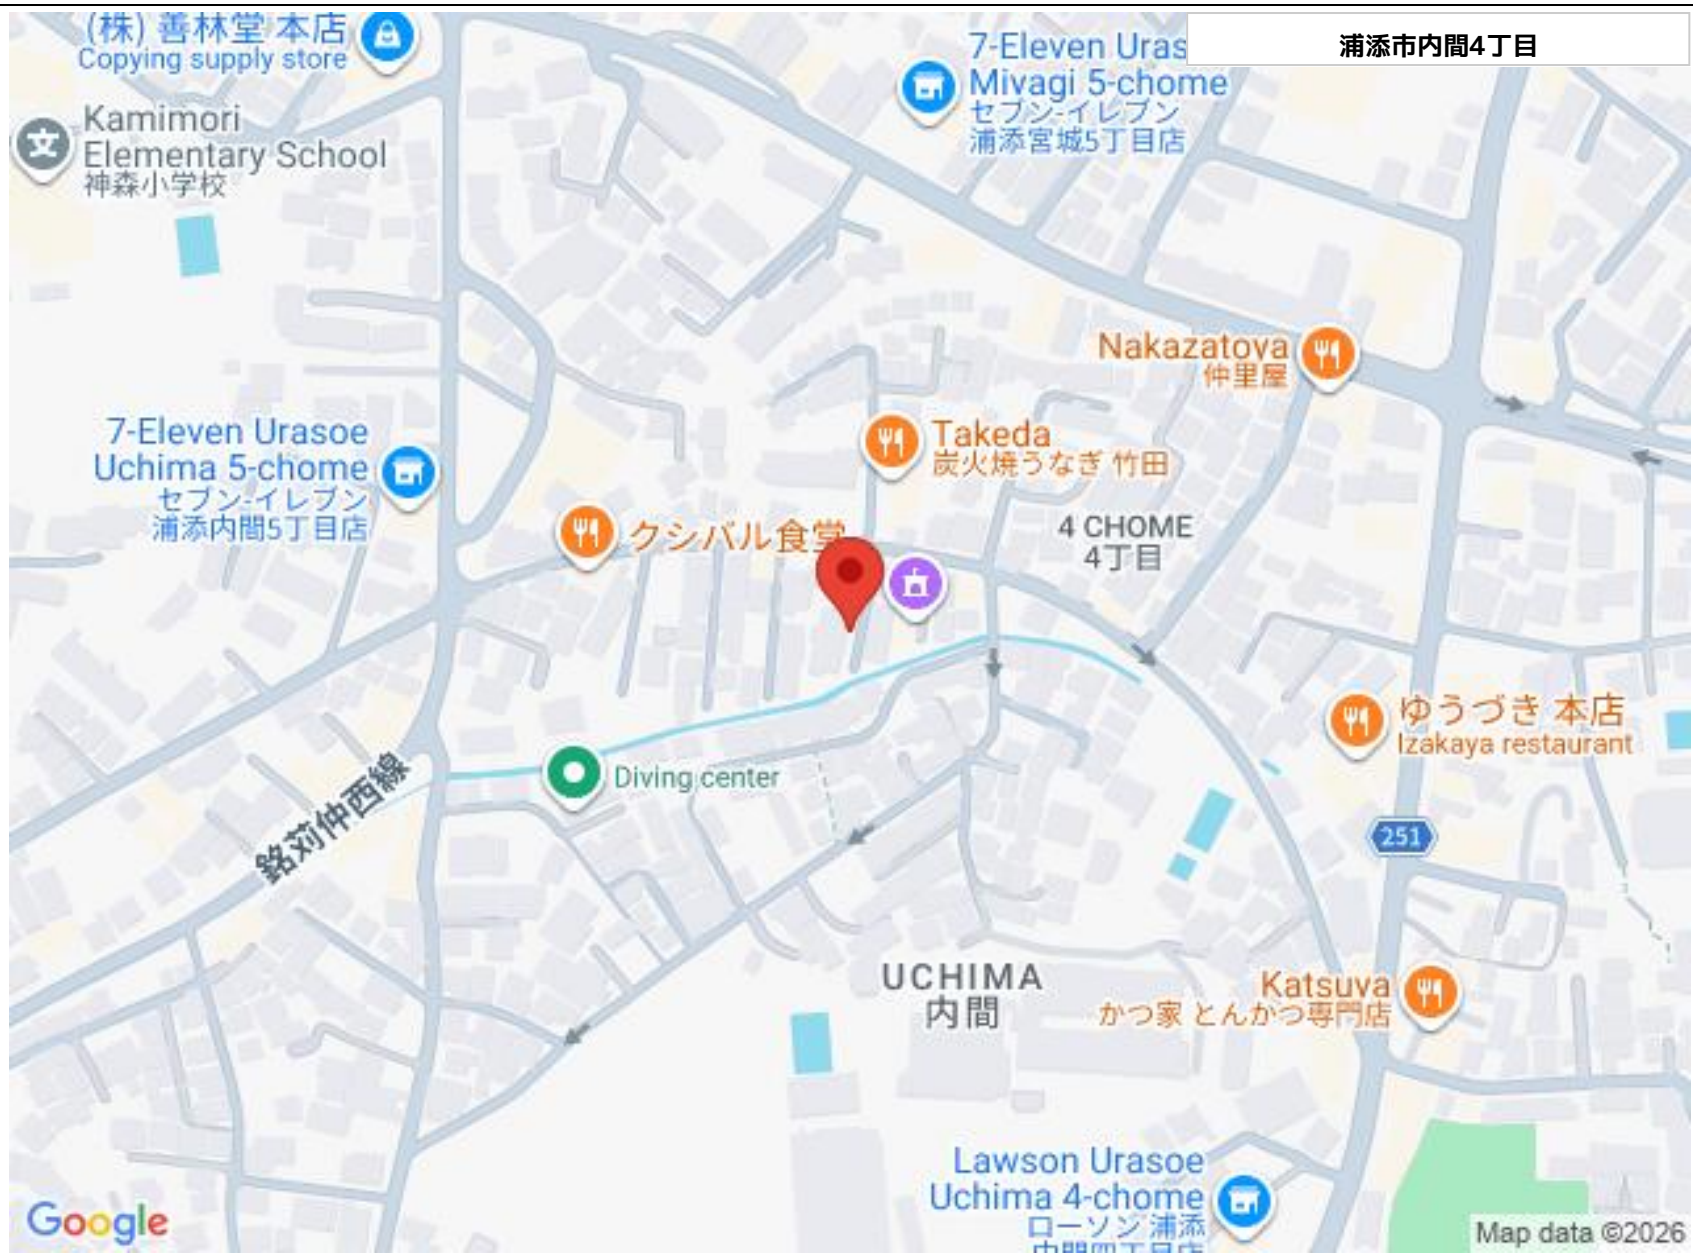 (株) 善林堂 本店
Copying supply store
7-Eleven Uras
Miyagi 5-chome
セブン-イレブン
浦添宮城5丁目店
浦添市内間4丁目
Kamimori
Elementary School
神森小学校
Nakazatoya
仲里屋
7-Eleven Urasoe
Uchima 5-chome
セブン-イレブン
浦添内間5丁目店
Takeda
炭火焼うなぎ 竹田
クシバル食堂
4 CHOME
4丁目
ゆうづき 本店
Izakaya restaurant
Diving center
銘苅仲西線
251
UCHIMA
内間
Katsuya
かつ家 とんかつ専門店
Lawson Urasoe
Uchima 4-chome
ローソン 浦添
内間四丁目店
Google
Map data ©2026